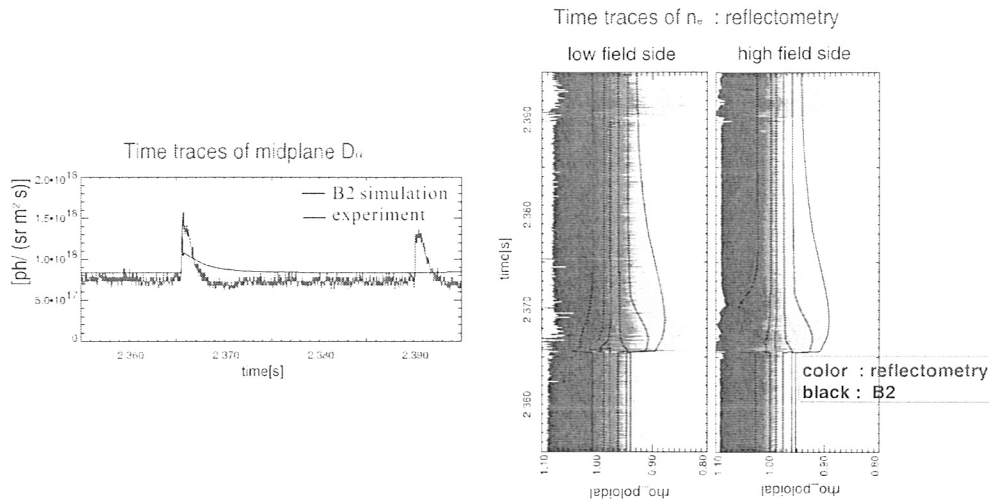 Time traces of nₑ : reflectometry
low field side
high field side
Time traces of midplane Dα
[ph/ (sr m² s)]
2.0•10¹⁸
1.5•10¹⁸
1.0•10¹⁸
5.0•10¹⁷
0
B2 simulation
experiment
2.360
2.370
2.380
2.390
time[s]
time[s]
2.390
2.360
2.370
2.360
color : reflectometry
black : B2
1.10
1.00
0.90
0.80
1.10
1.00
0.90
0.80
rho_poloidal
rho_poloidal